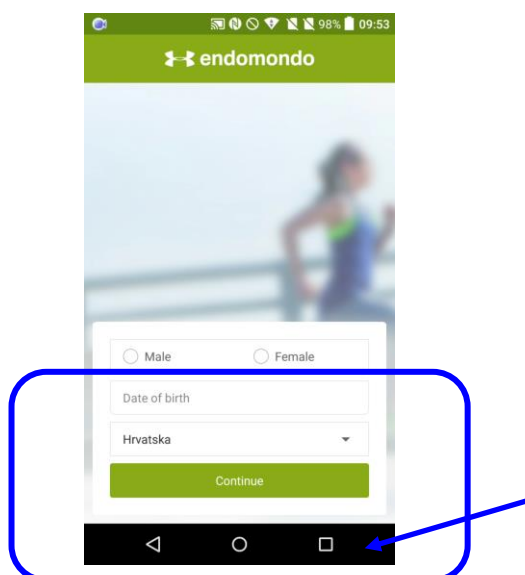 98% 09:53
endomondo
Male Female
Date of birth
Hrvatska
Continue